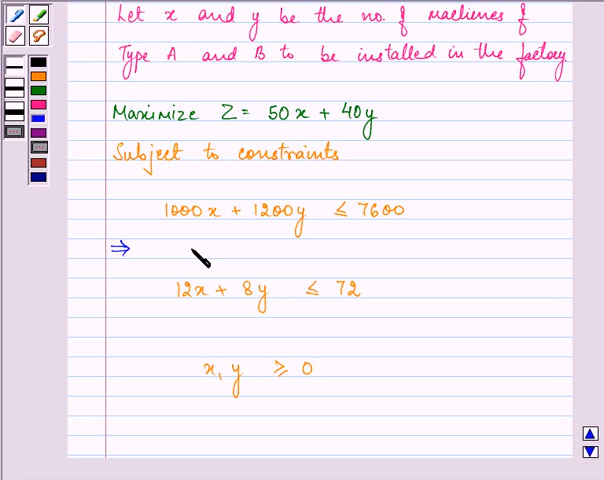 Let x and y be the no. of machines of
Type A and B to be installed in the factory.
Maximize Z = 50x + 40y
Subject to constraints
1000x + 1200y ≤ 7600
⇒
12x + 8y ≤ 72
x, y ≥ 0